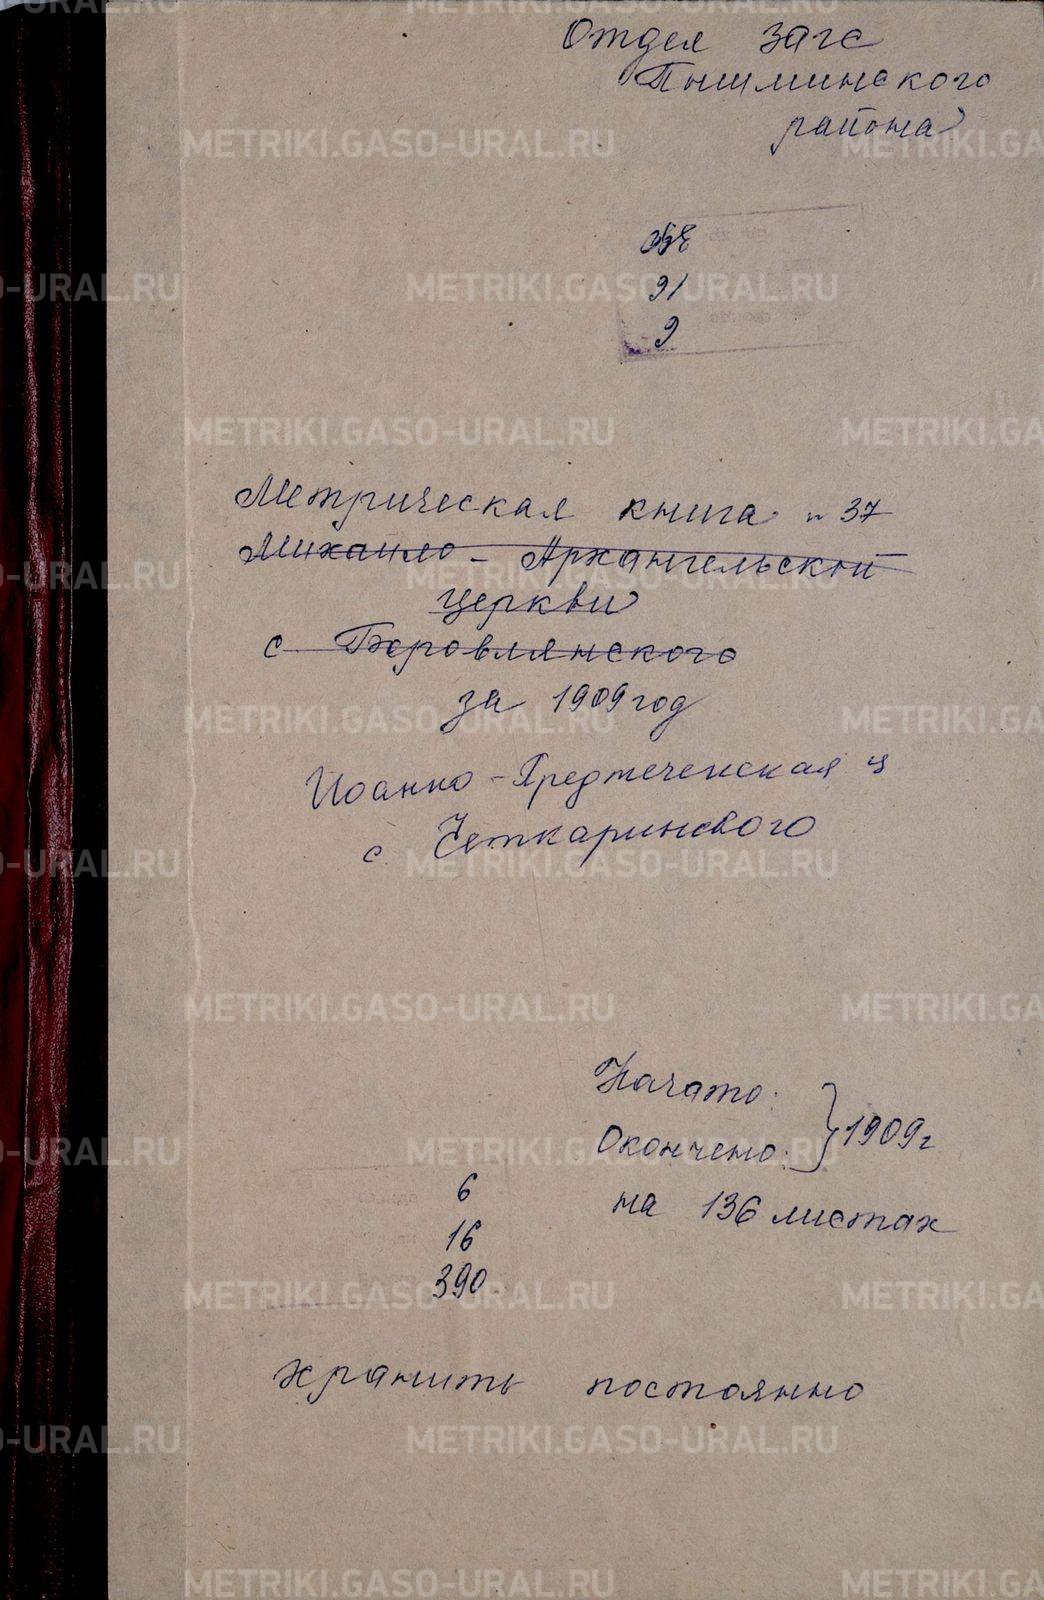 Отдел загс
Пышминского
района
91
9
Метрическая книга № 37
Михаило - Архангельской
церкви
с
за 1909 год
Иоанно - Предтеченская ц
с. Четкаринского
Начато:
Окончено: } 1909 г
на 136 листах
6
16
390
хранить постоянно
METRIKI.GASO-URAL.RU